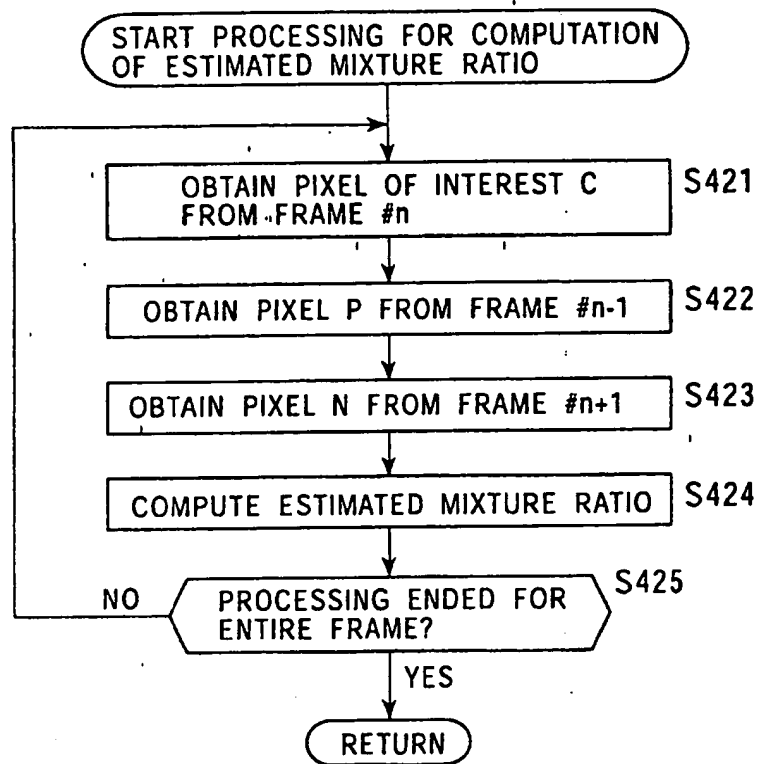 START PROCESSING FOR COMPUTATION
OF ESTIMATED MIXTURE RATIO
OBTAIN PIXEL OF INTEREST C
FROM FRAME #n
S421
OBTAIN PIXEL P FROM FRAME #n-1
S422
OBTAIN PIXEL N FROM FRAME #n+1
S423
COMPUTE ESTIMATED MIXTURE RATIO
S424
S425
NO
PROCESSING ENDED FOR
ENTIRE FRAME?
YES
RETURN